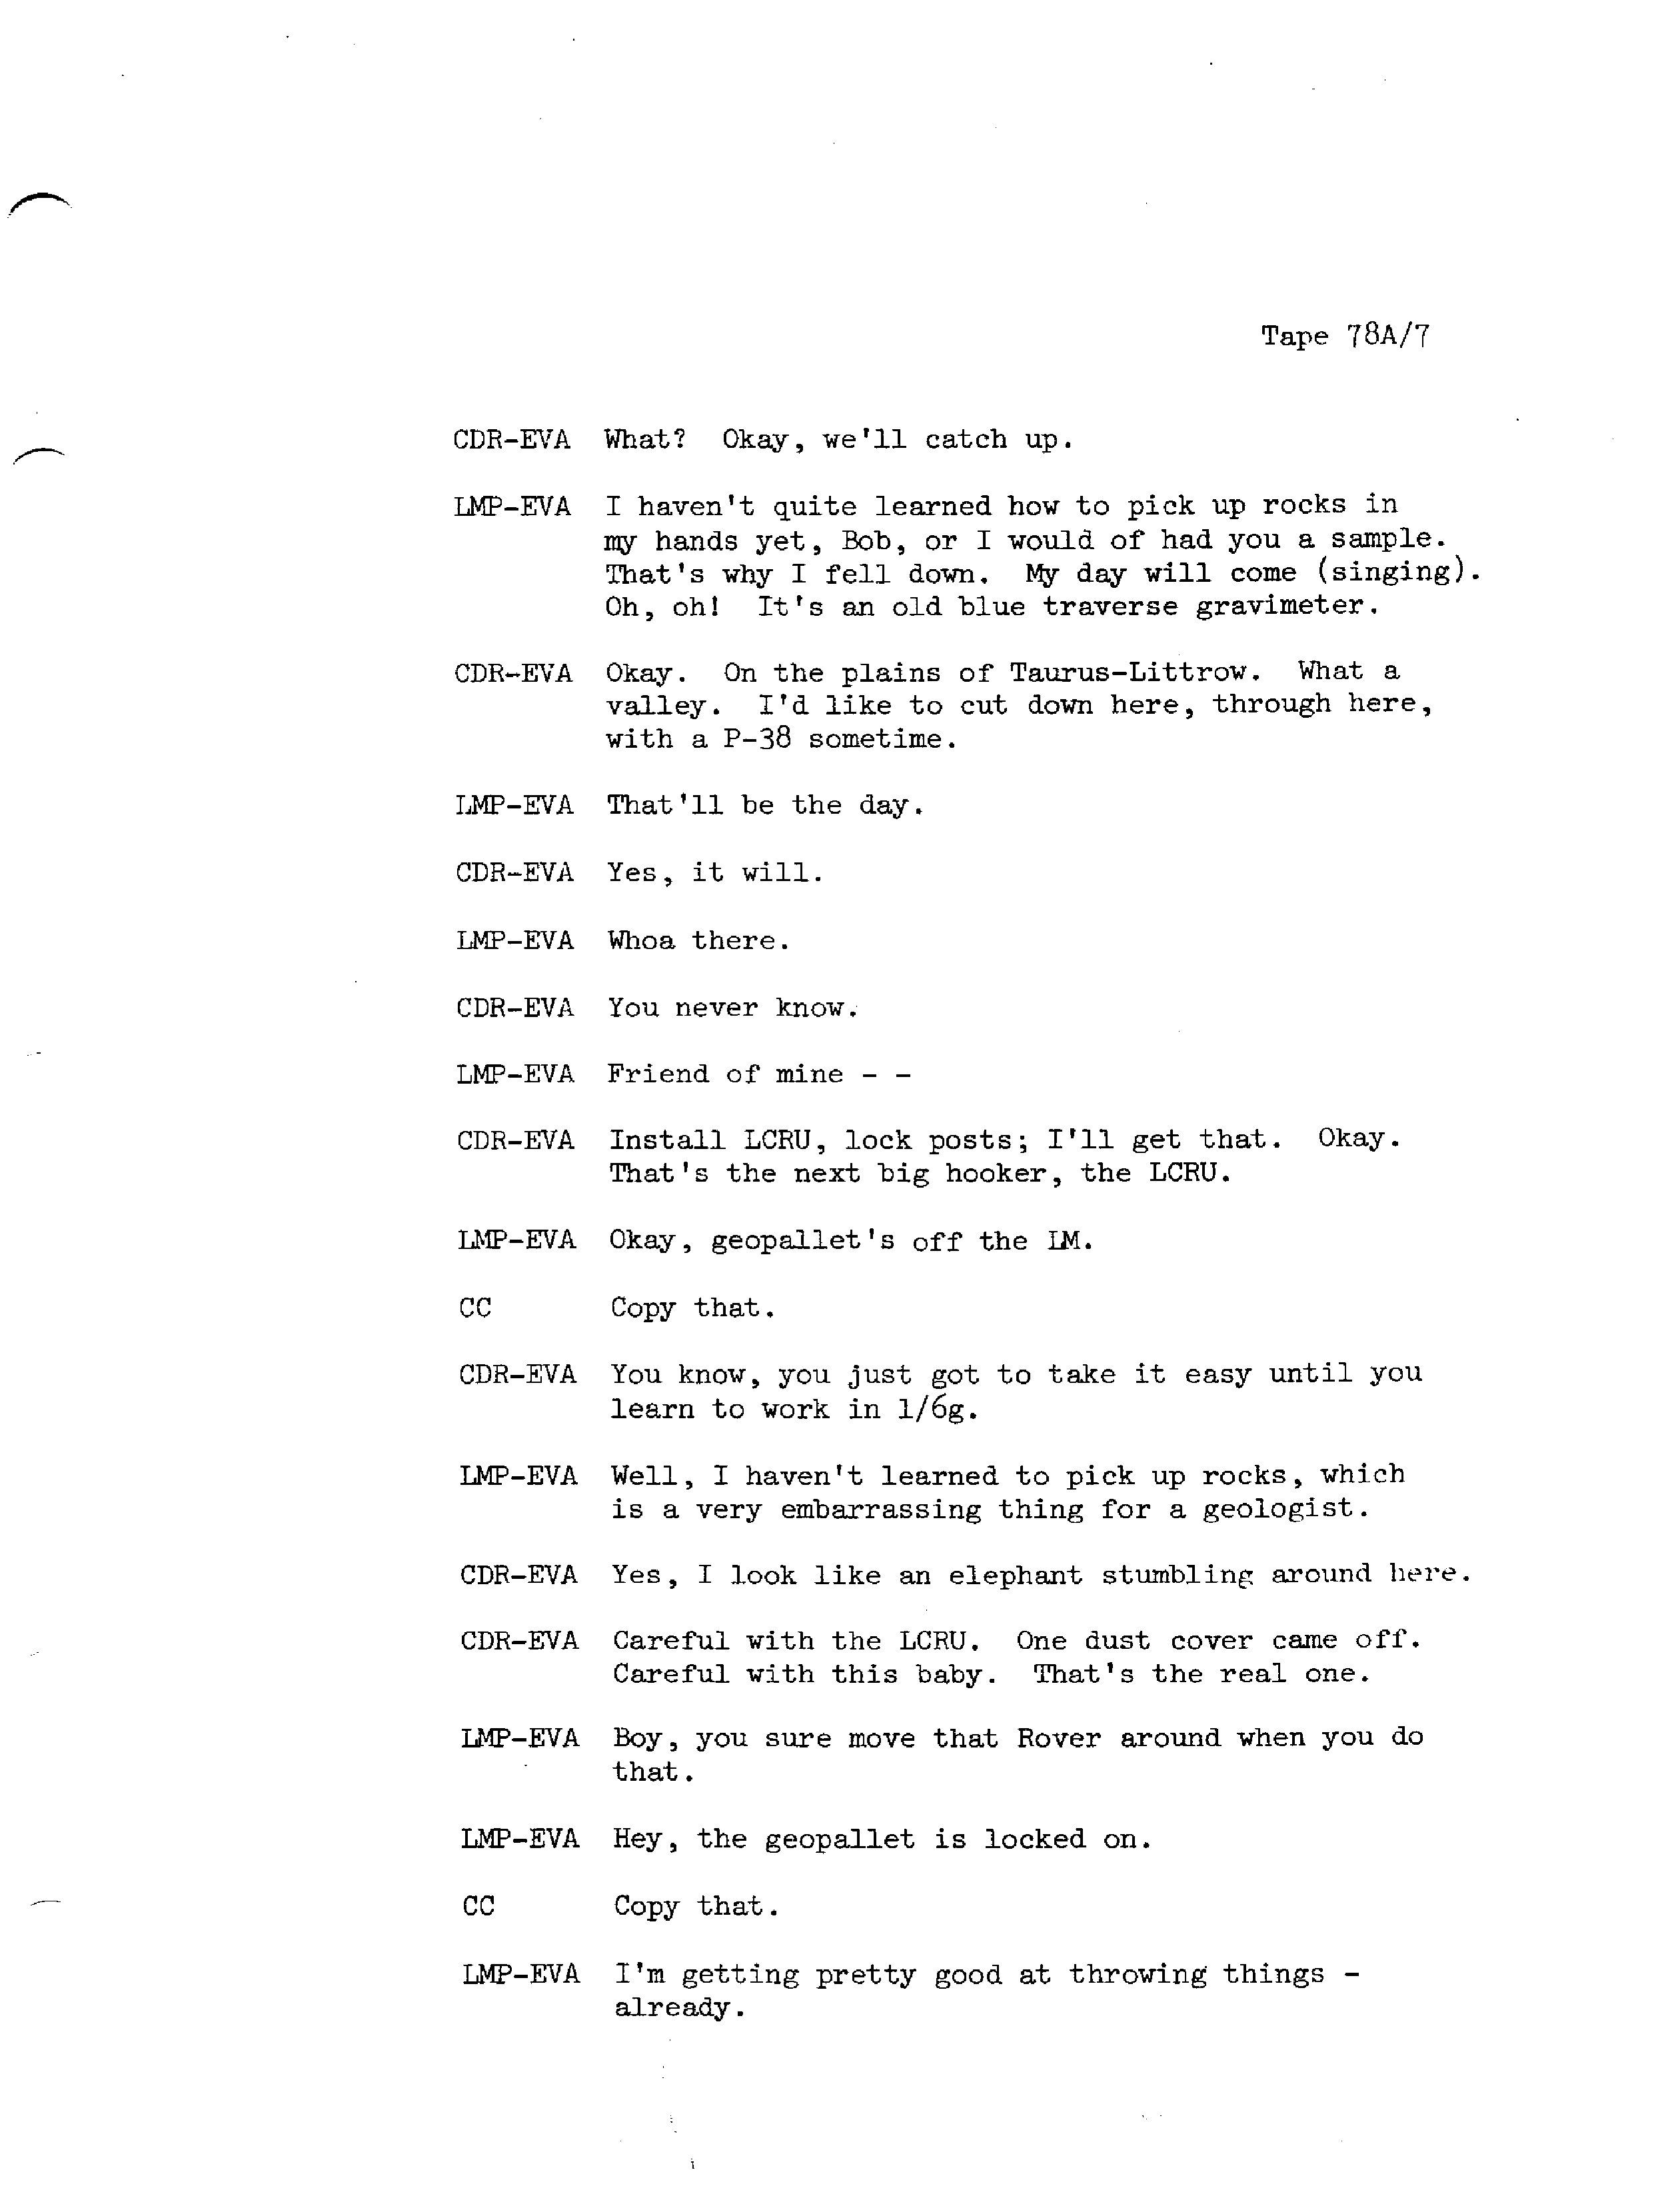 Tape 78A/7
CDR-EVA What? Okay, we'll catch up.
LMP-EVA I haven't quite learned how to pick up rocks in
my hands yet, Bob, or I would of had you a sample.
That's why I fell down. My day will come (singing).
Oh, oh! It's an old blue traverse gravimeter.
CDR-EVA Okay. On the plains of Taurus-Littrow. What a
valley. I'd like to cut down here, through here,
with a P-38 sometime.
LMP-EVA That'll be the day.
CDR-EVA Yes, it will.
LMP-EVA Whoa there.
CDR-EVA You never know.
LMP-EVA Friend of mine - -
CDR-EVA Install LCRU, lock posts; I'll get that. Okay.
That's the next big hooker, the LCRU.
LMP-EVA Okay, geopallet's off the LM.
CC Copy that.
CDR-EVA You know, you just got to take it easy until you
learn to work in 1/6g.
LMP-EVA Well, I haven't learned to pick up rocks, which
is a very embarrassing thing for a geologist.
CDR-EVA Yes, I look like an elephant stumbling around here.
CDR-EVA Careful with the LCRU. One dust cover came off.
Careful with this baby. That's the real one.
LMP-EVA Boy, you sure move that Rover around when you do
that.
LMP-EVA Hey, the geopallet is locked on.
CC Copy that.
LMP-EVA I'm getting pretty good at throwing things -
already.